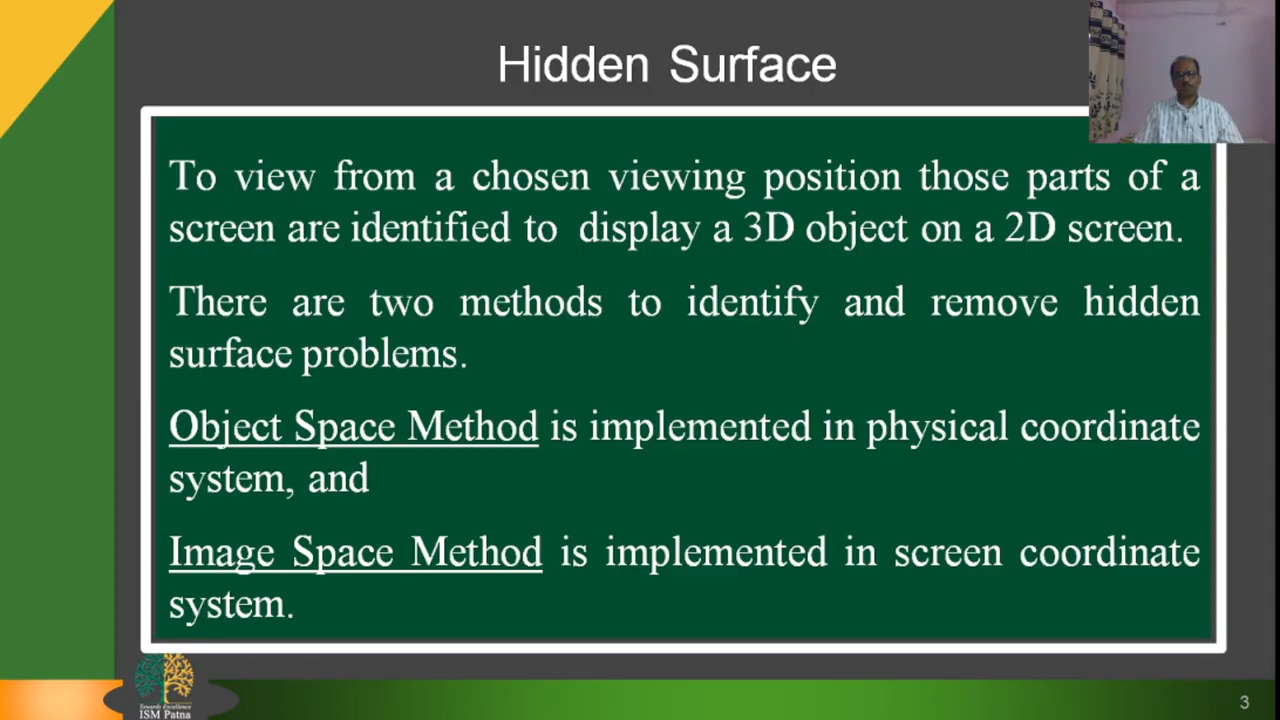 Hidden Surface
To view from a chosen viewing position those parts of a
screen are identified to display a 3D object on a 2D screen.
There are two methods to identify and remove hidden
surface problems.
Object Space Method is implemented in physical coordinate
system, and
Image Space Method is implemented in screen coordinate
system.
Towards Excellence
ISM Patna
3